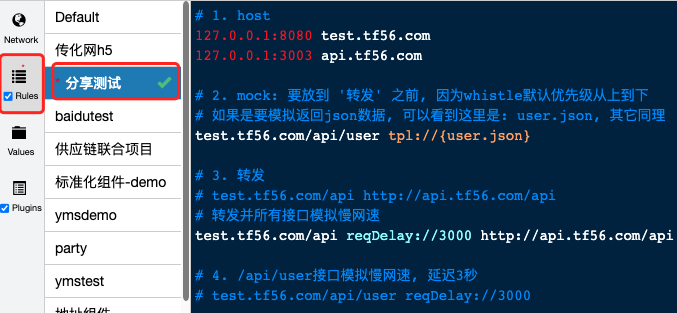 Network
Rules
Values
Plugins
Default
传化网h5
* 分享测试
baidutest
供应链联合项目
标准化组件-demo
ymsdemo
party
ymstest
地址组件
# 1. host
127.0.0.1:8080 test.tf56.com
127.0.0.1:3003 api.tf56.com
# 2. mock: 要放到 '转发' 之前, 因为whistle默认优先级从上到下
# 如果是要模拟返回json数据, 可以看到这里是: user.json, 其它同理
test.tf56.com/api/user tpl://{user.json}
# 3. 转发
# test.tf56.com/api http://api.tf56.com/api
# 转发并所有接口模拟慢网速
test.tf56.com/api reqDelay://3000 http://api.tf56.com/api
# 4. /api/user接口模拟慢网速, 延迟3秒
# test.tf56.com/api/user reqDelay://3000